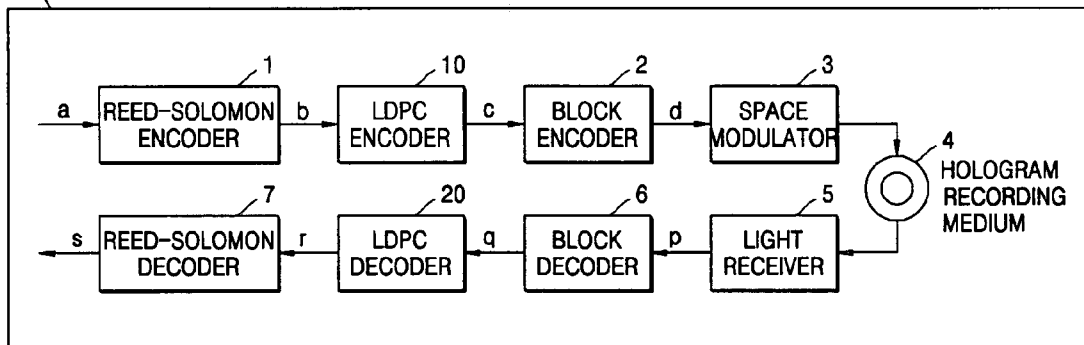 1
10
2
3
a
REED-SOLOMON
ENCODER
b
LDPC
ENCODER
c
BLOCK
ENCODER
d
SPACE
MODULATOR
4
HOLOGRAM
RECORDING
MEDIUM
7
20
6
5
s
REED-SOLOMON
DECODER
r
LDPC
DECODER
q
BLOCK
DECODER
p
LIGHT
RECEIVER